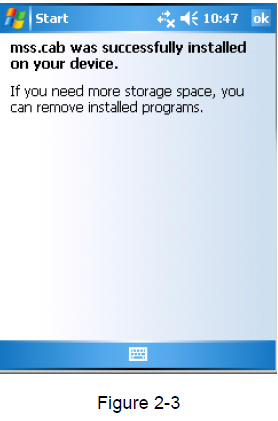 Start 10:47 ok
mss.cab was successfully installed
on your device.
If you need more storage space, you
can remove installed programs.
Figure 2-3